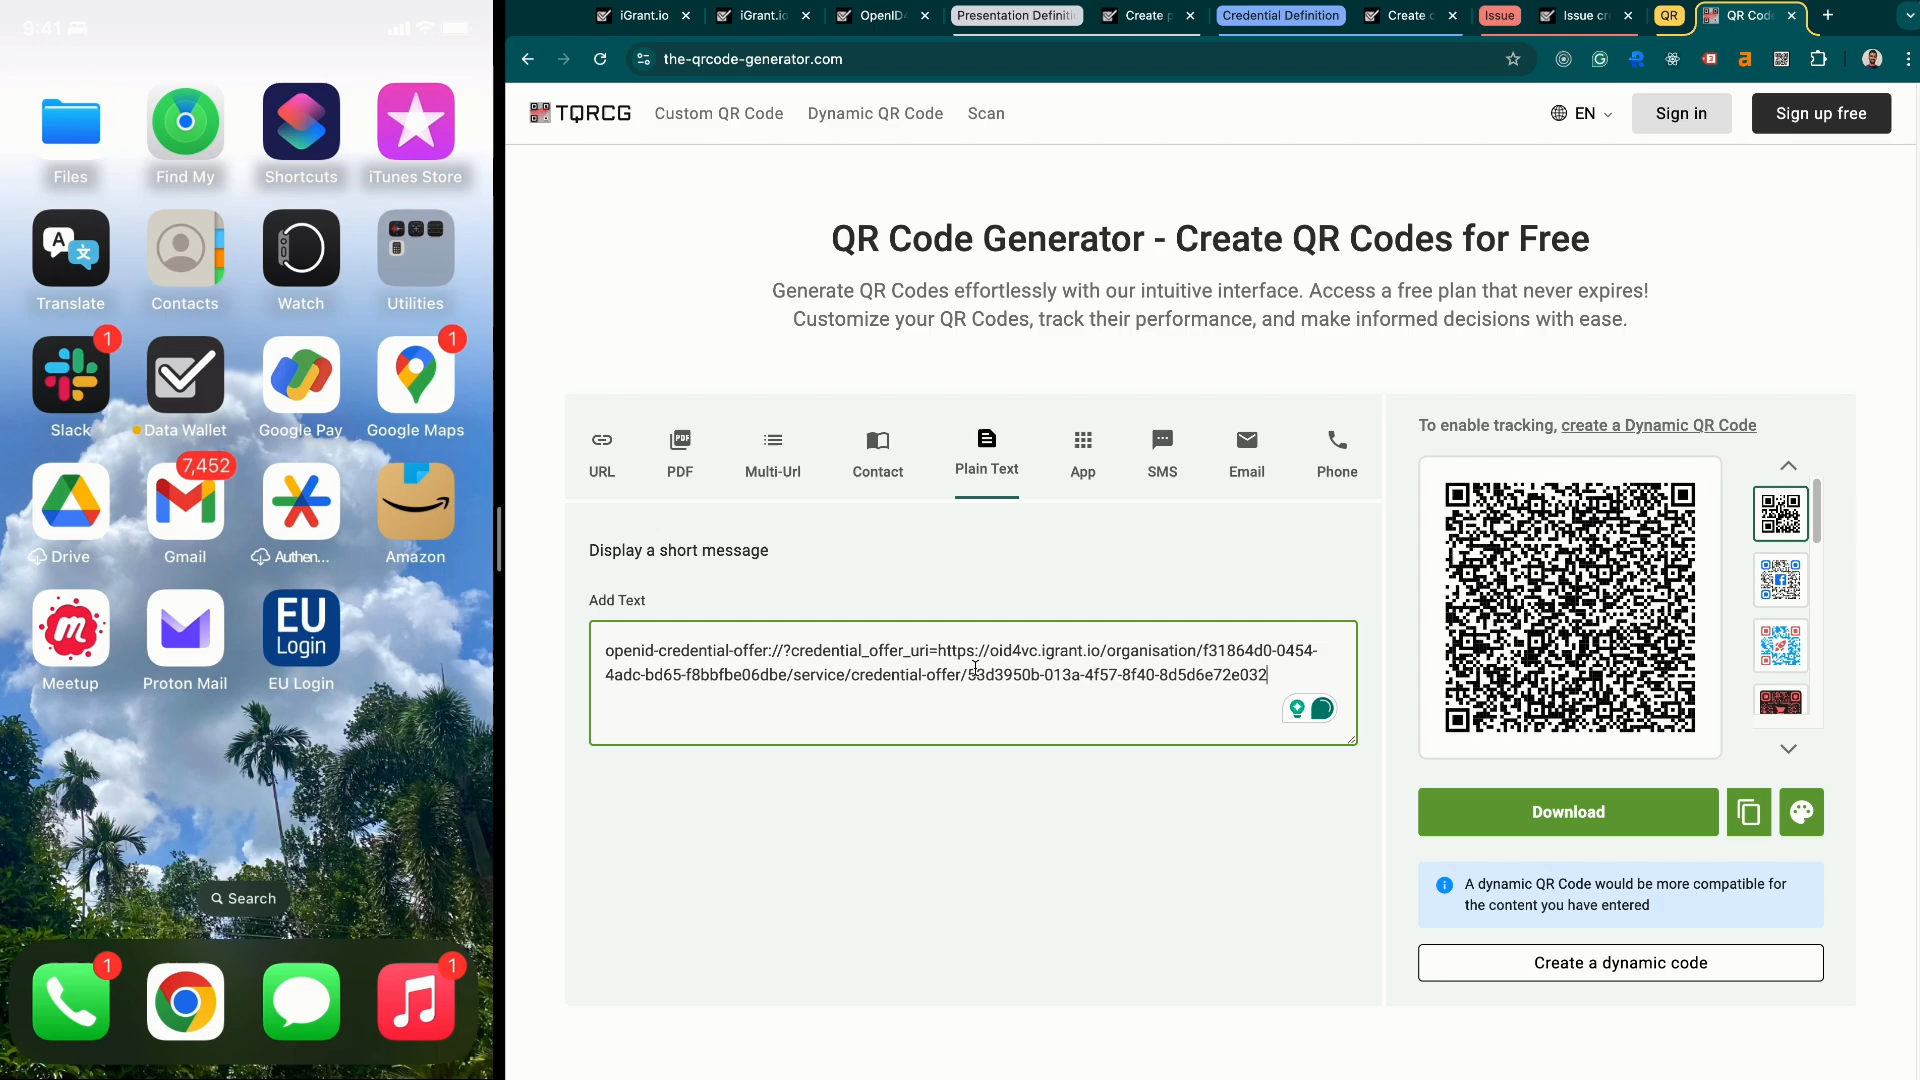 9:41
Files
Find My
Shortcuts
iTunes Store
Translate
Contacts
Watch
Utilities
1
1
Slack
Data Wallet
Google Pay
Google Maps
7,452
Drive
Gmail
Authen...
Amazon
EU
Login
Meetup
Proton Mail
EU Login
Search
1
1
iGrant.io
iGrant.io
OpenID
Presentation Definiti
Create p
Credential Definition
Create c
Issue
Issue cr
QR
QR Cod
the-qrcode-generator.com
TQRCG
Custom QR Code
Dynamic QR Code
Scan
EN
Sign in
Sign up free
QR Code Generator - Create QR Codes for Free
Generate QR Codes effortlessly with our intuitive interface. Access a free plan that never expires!
Customize your QR Codes, track their performance, and make informed decisions with ease.
URL
PDF
PDF
Multi-Url
Contact
Plain Text
App
SMS
Email
Phone
Display a short message
Add Text
openid-credential-offer://?credential_offer_uri=https://oid4vc.igrant.io/organisation/f31864d0-0454-
4adc-bd65-f8bbfbe06dbe/service/credential-offer/53d3950b-013a-4f57-8f40-8d5d6e72e032
To enable tracking, create a Dynamic QR Code
Download
A dynamic QR Code would be more compatible for
the content you have entered
Create a dynamic code